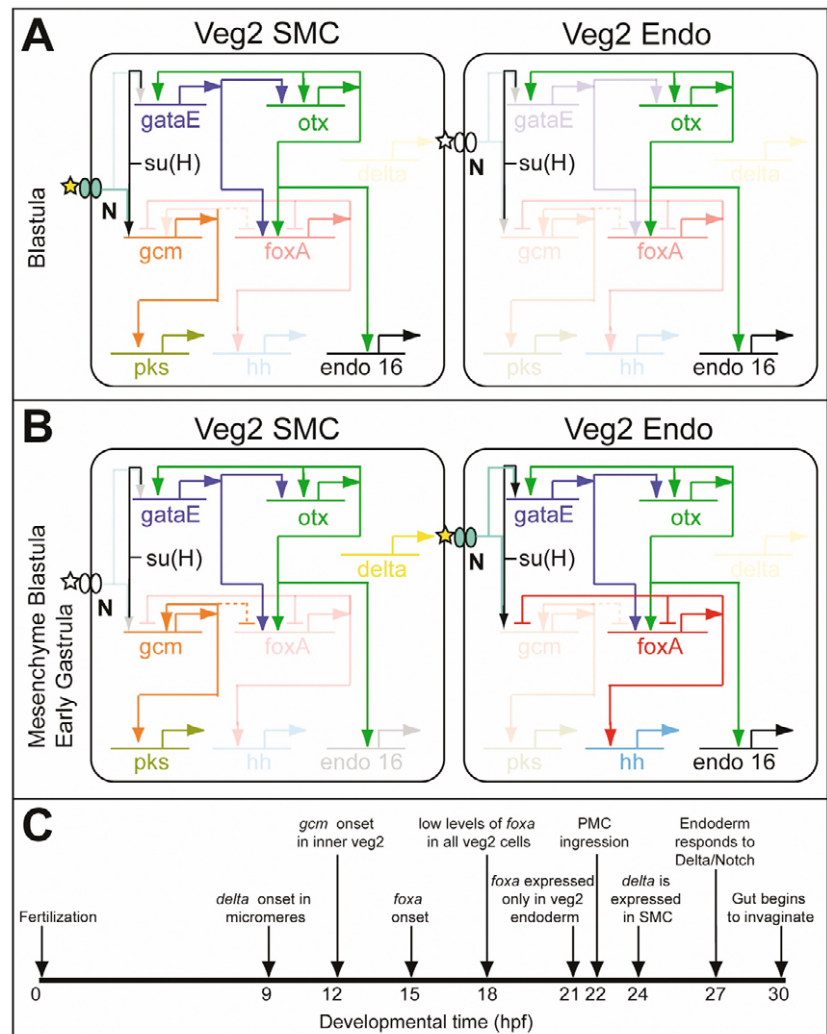 A
Veg2 SMC
Veg2 Endo
Blastula
gataE
otx
delta
su(H)
N
gcm
foxA
pks
hh
endo 16
gataE
otx
delta
su(H)
N
gcm
foxA
pks
hh
endo 16
B
Veg2 SMC
Veg2 Endo
Mesenchyme Blastula
Early Gastrula
gataE
otx
su(H)
delta
N
gcm
foxA
pks
hh
endo 16
gataE
otx
N
su(H)
delta
gcm
foxA
pks
hh
endo 16
C
Fertilization
delta onset in
micromeres
gcm onset
in inner veg2
foxa
onset
low levels of foxa
in all veg2 cells
foxa expressed
only in veg2
endoderm
PMC
ingression
delta is
expressed
in SMC
Endoderm
responds to
Delta/Notch
Gut begins
to invaginate
0 9 12 15 18 21 22 24 27 30
Developmental time (hpf)